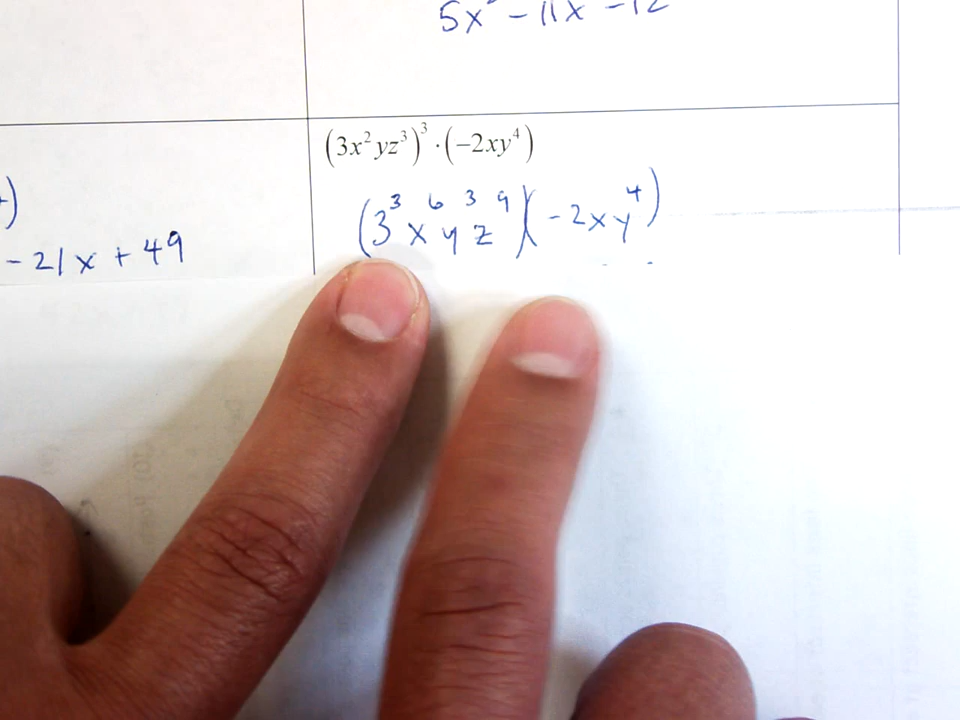 5x² - 11x - 12
(3x²yz³)³ · (-2xy⁴)
(3³x⁶y³z⁹)(-2xy⁴)
- 21x + 49